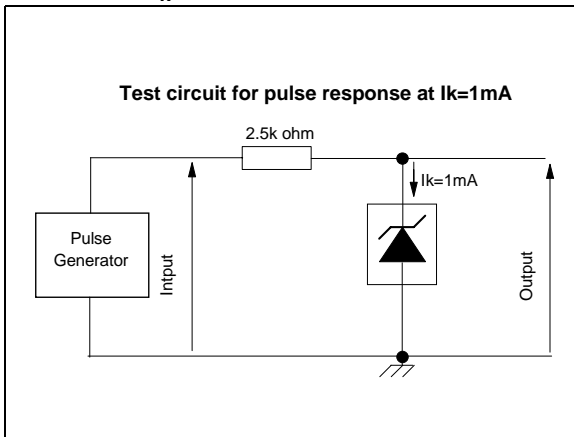 Test circuit for pulse response at Ik=1mA
2.5k ohm
Ik=1mA
Pulse
Generator
Intput
Output